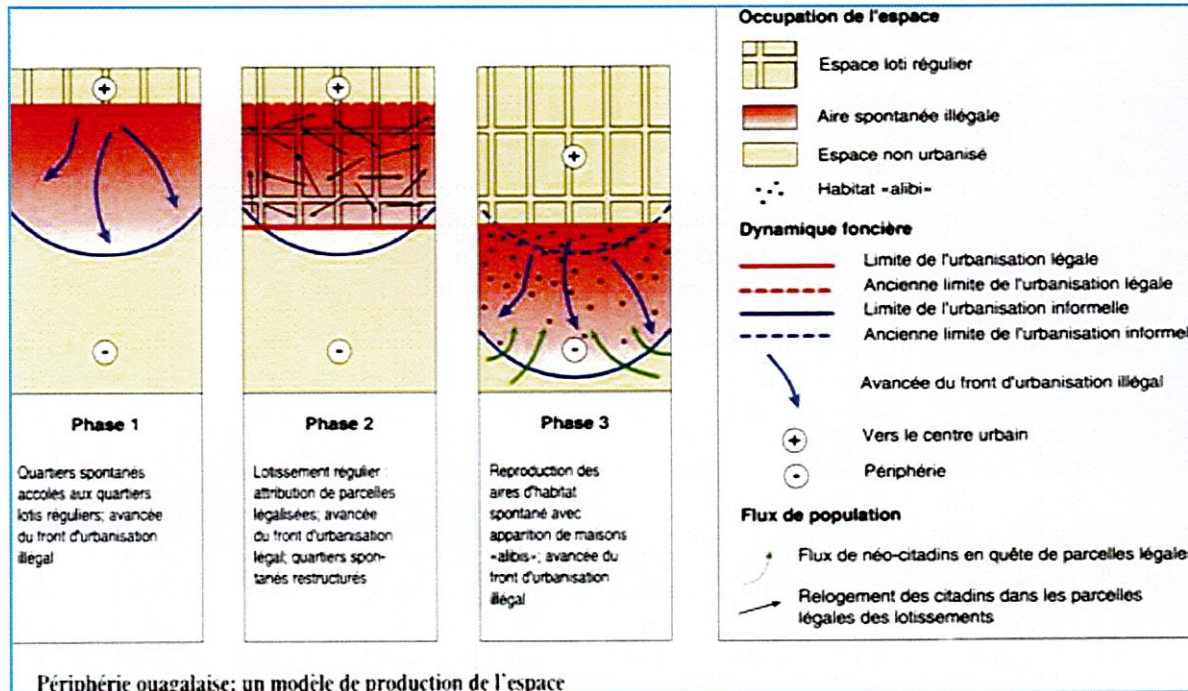 Phase 1
Quartiers spontanés
accolés aux quartiers
lotis réguliers; avancée
du front d'urbanisation
illégal
Phase 2
Lotissement régulier :
attribution de parcelles
légalisées; avancée
du front d'urbanisation
légal; quartiers spon-
tanés restructurés
Phase 3
Reproduction des
aires d'habitat
spontané avec
apparition de maisons
«alibis»; avancée du
front d'urbanisation
illégal
Occupation de l'espace
Espace loti régulier
Aire spontanée illégale
Espace non urbanisé
Habitat «alibi»
Dynamique foncière
Limite de l'urbanisation légale
Ancienne limite de l'urbanisation légale
Limite de l'urbanisation informelle
Ancienne limite de l'urbanisation informel
Avancée du front d'urbanisation illégal
Vers le centre urbain
Périphérie
Flux de population
Flux de néo-citadins en quête de parcelles légales
Relogement des citadins dans les parcelles
légales des lotissements
Périphérie ouagalaise: un modèle de production de l'espace